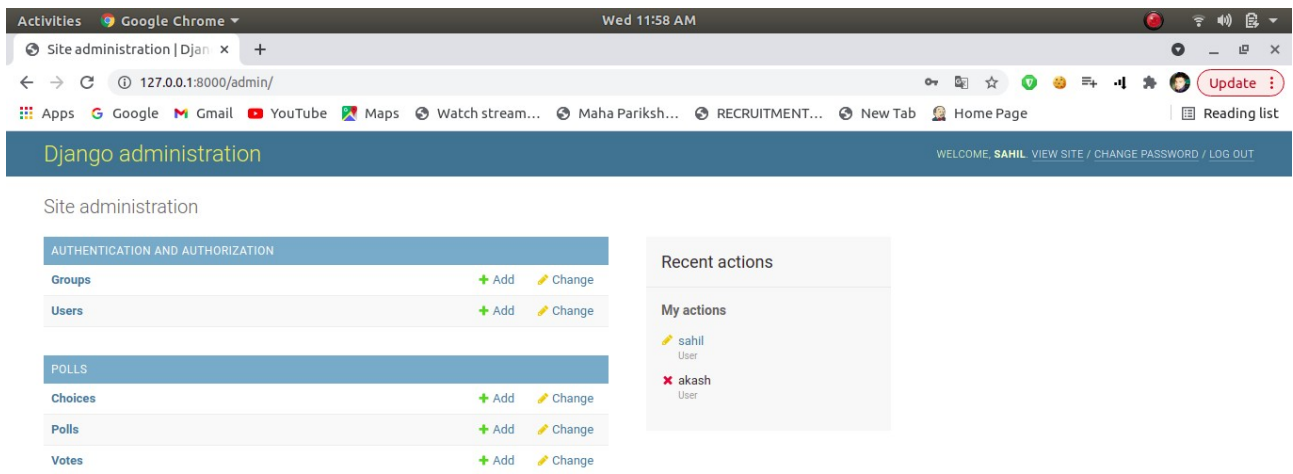 Activities Google Chrome Wed 11:58 AM
Site administration | Djan
127.0.0.1:8000/admin/ Update
Apps Google Gmail YouTube Maps Watch stream... Maha Pariksh... RECRUITMENT... New Tab Home Page Reading list
Django administration WELCOME, SAHIL. VIEW SITE / CHANGE PASSWORD / LOG OUT
Site administration
AUTHENTICATION AND AUTHORIZATION
Groups Add Change
Users Add Change
POLLS
Choices Add Change
Polls Add Change
Votes Add Change
Recent actions
My actions
sahil
User
akash
User